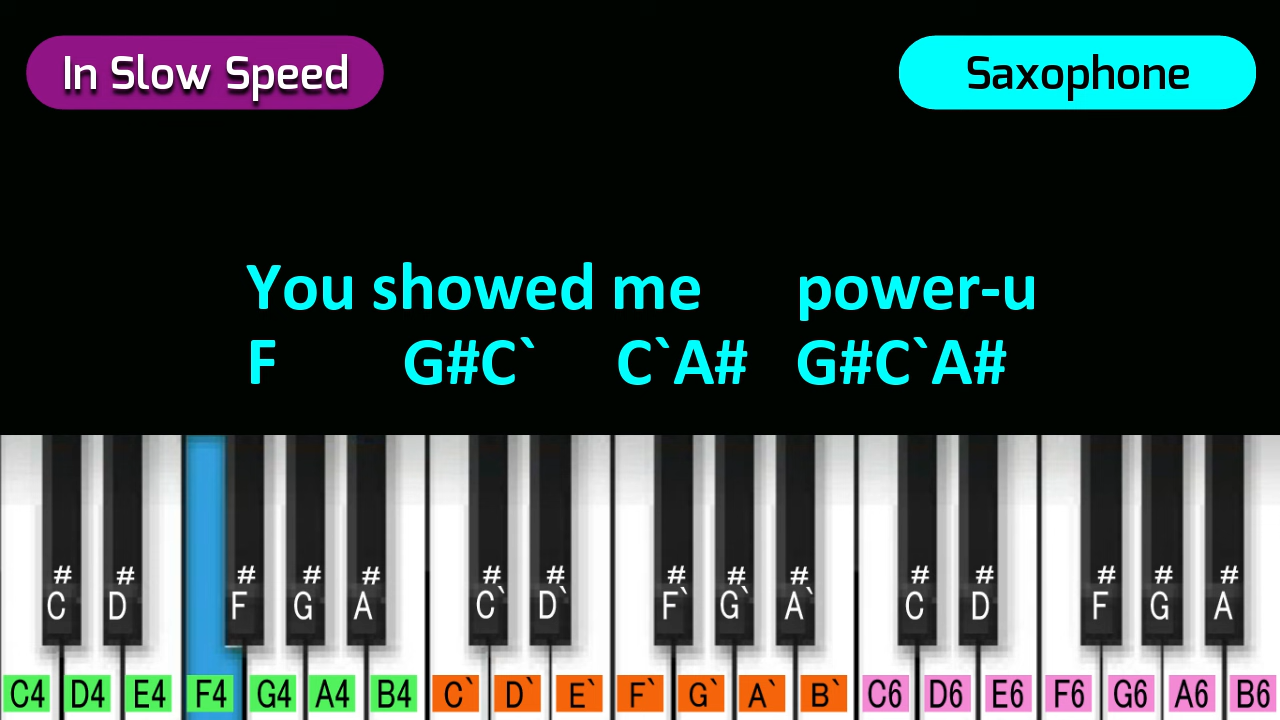 In Slow Speed
Saxophone
You showed me power-u
F G#C` C`A# G#C`A#
# # # # # # # # # # # # # # #
C D F G A C` D` F` G` A` C D F G A
C4 D4 E4 F4 G4 A4 B4 C` D` E` F` G` A` B` C6 D6 E6 F6 G6 A6 B6